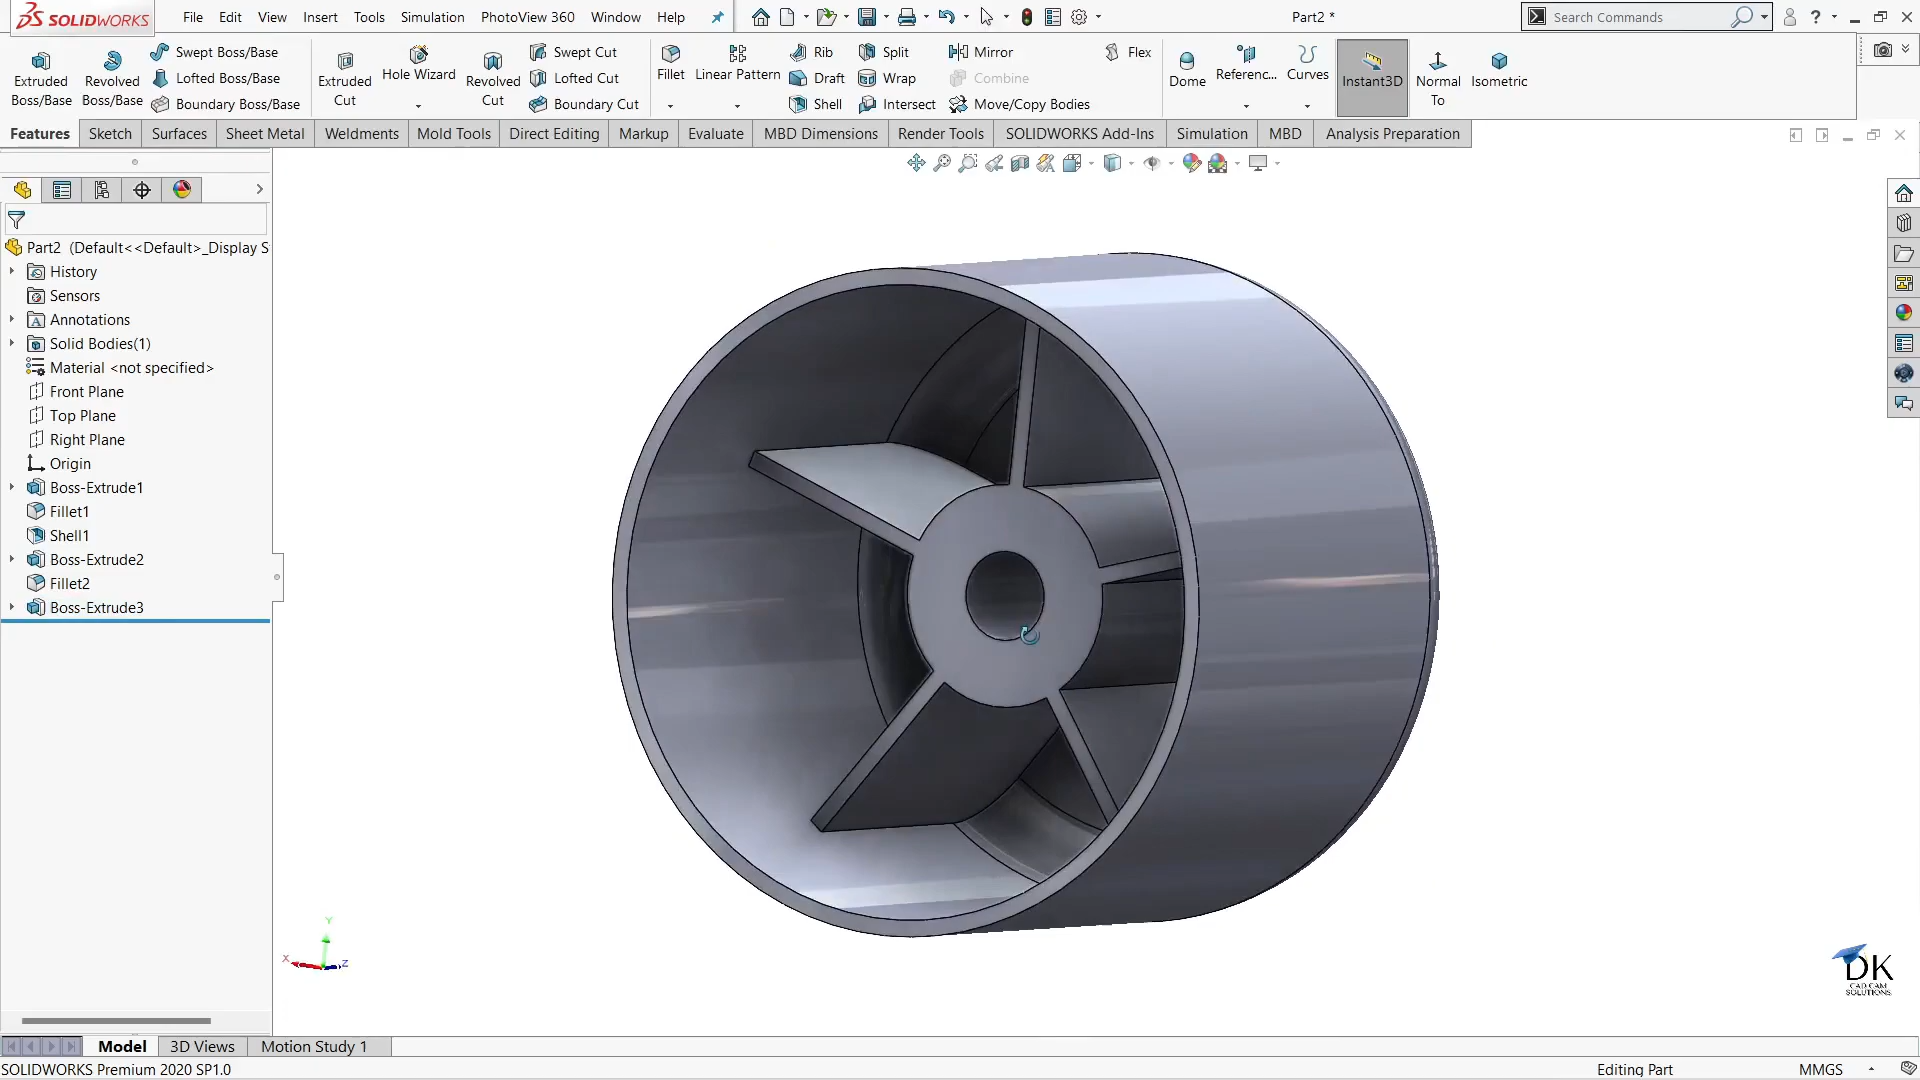 SOLIDWORKS File Edit View Insert Tools Simulation PhotoView 360 Window Help Part2 * Search Commands ?
Extruded Boss/Base
Revolved Boss/Base
Swept Boss/Base
Lofted Boss/Base
Boundary Boss/Base
Extruded Cut
Hole Wizard
Revolved Cut
Swept Cut
Lofted Cut
Boundary Cut
Fillet
Linear Pattern
Rib
Draft
Shell
Split
Wrap
Intersect
Mirror
Combine
Move/Copy Bodies
Flex
Dome
Referenc...
Curves
Instant3D
Normal To
Isometric
Features Sketch Surfaces Sheet Metal Weldments Mold Tools Direct Editing Markup Evaluate MBD Dimensions Render Tools SOLIDWORKS Add-Ins Simulation MBD Analysis Preparation
Part2 (Default<<Default>_Display S
History
Sensors
Annotations
Solid Bodies(1)
Material <not specified>
Front Plane
Top Plane
Right Plane
Origin
Boss-Extrude1
Fillet1
Shell1
Boss-Extrude2
Fillet2
Boss-Extrude3
Y
X
Z
DK
CAD CAM
SOLUTIONS
Model 3D Views Motion Study 1
SOLIDWORKS Premium 2020 SP1.0 Editing Part MMGS